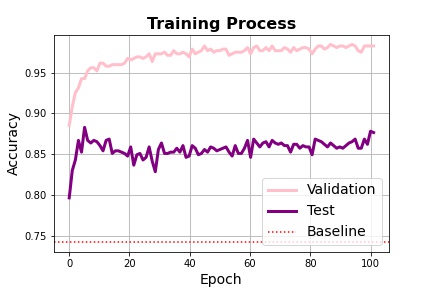 Training Process
Accuracy
0.95
0.90
0.85
0.80
0.75
0
20
40
60
80
100
Epoch
Validation
Test
Baseline